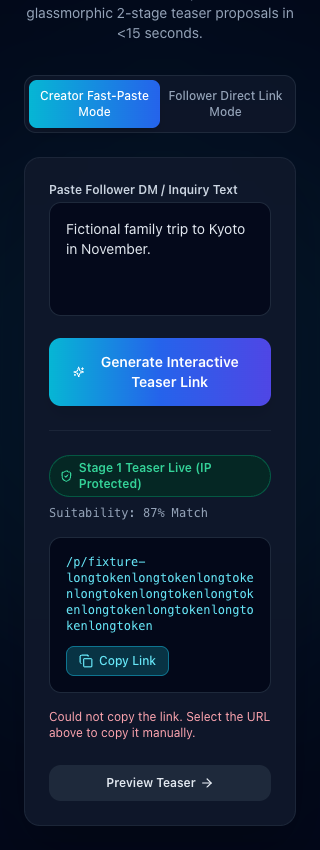 glassmorphic 2-stage teaser proposals in
<15 seconds.
Creator Fast-Paste
Mode
Follower Direct Link
Mode
Paste Follower DM / Inquiry Text
Fictional family trip to Kyoto
in November.
Generate Interactive
Teaser Link
Stage 1 Teaser Live (IP
Protected)
Suitability: 87% Match
/p/fixture-
longtokenlongtokenlongtoke
nlongtokenlongtokenlongtok
enlongtokenlongtokenlongto
kenlongtoken
Copy Link
Could not copy the link. Select the URL
above to copy it manually.
Preview Teaser →